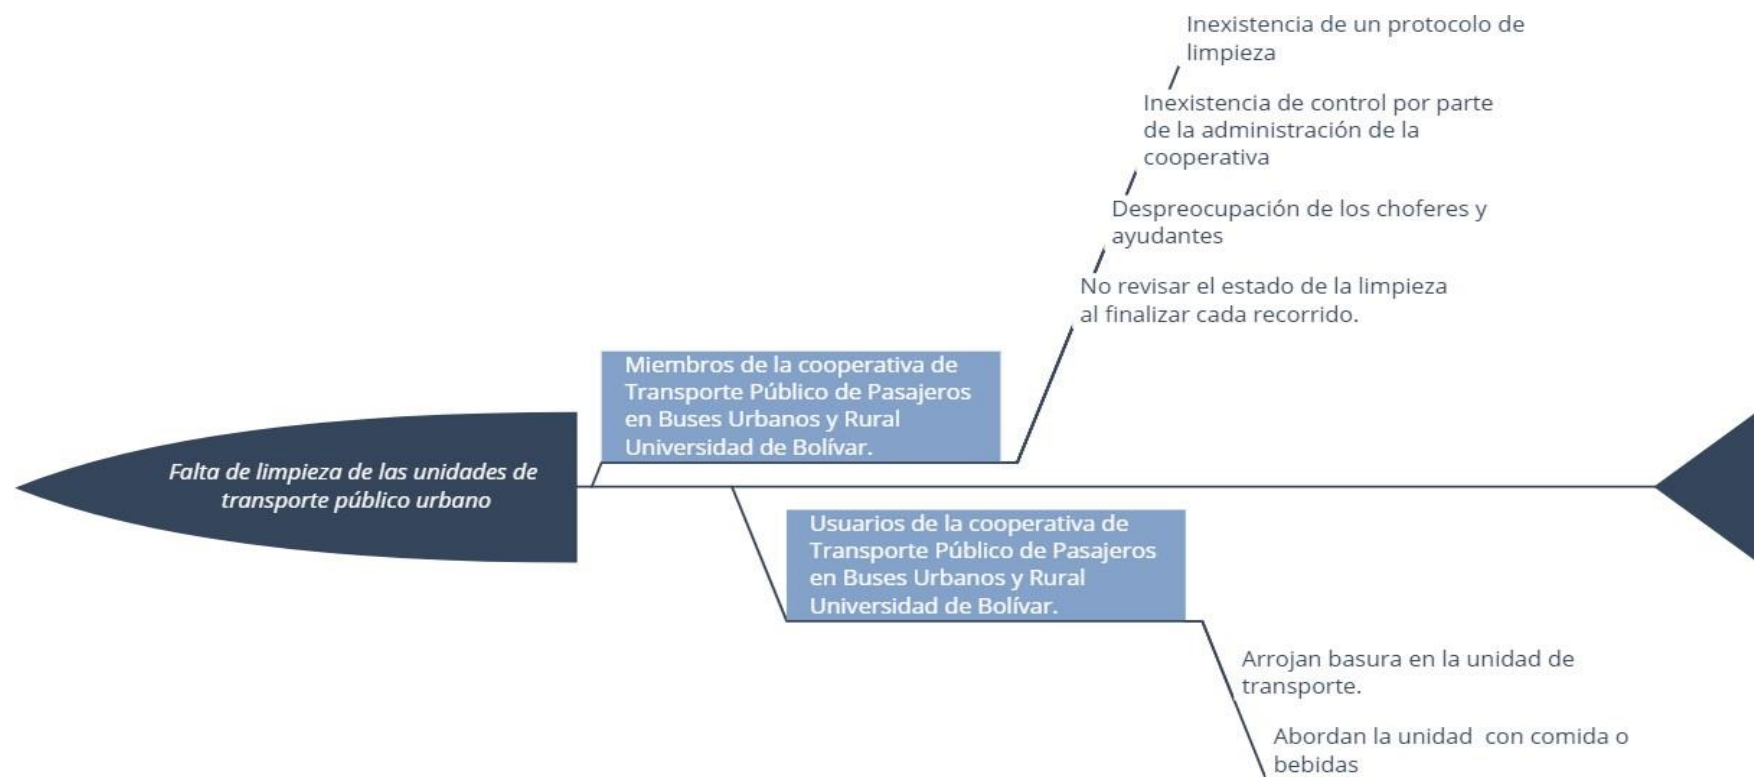 Inexistencia de un protocolo de
limpieza
Inexistencia de control por parte
de la administración de la
cooperativa
Despreocupación de los choferes y
ayudantes
No revisar el estado de la limpieza
al finalizar cada recorrido.
Miembros de la cooperativa de
Transporte Público de Pasajeros
en Buses Urbanos y Rural
Universidad de Bolívar.
Falta de limpieza de las unidades de
transporte público urbano
Usuarios de la cooperativa de
Transporte Público de Pasajeros
en Buses Urbanos y Rural
Universidad de Bolívar.
Arrojan basura en la unidad de
transporte.
Abordan la unidad  con comida o
bebidas